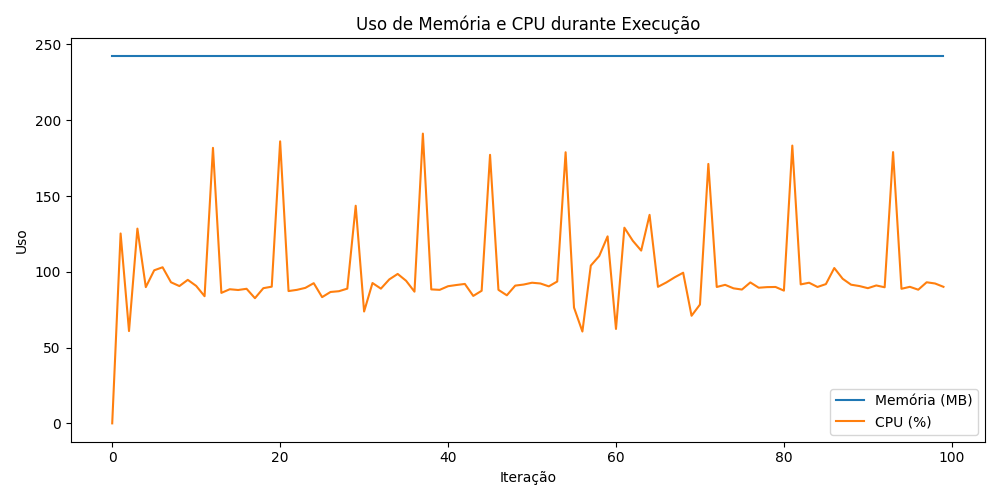 Uso de Memória e CPU durante Execução
250
200
150
100
50
0
Uso
Memória (MB)
CPU (%)
0 20 40 60 80 100
Iteração